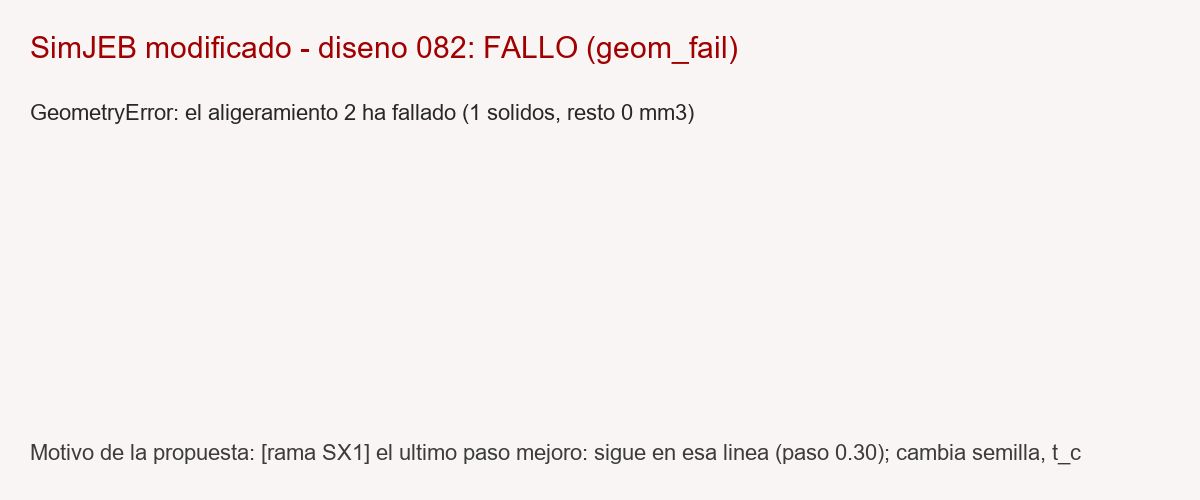 SimJEB modificado - diseno 082: FALLO (geom_fail)
GeometryError: el aligeramiento 2 ha fallado (1 solidos, resto 0 mm3)
Motivo de la propuesta: [rama SX1] el ultimo paso mejoro: sigue en esa linea (paso 0.30); cambia semilla, t_c